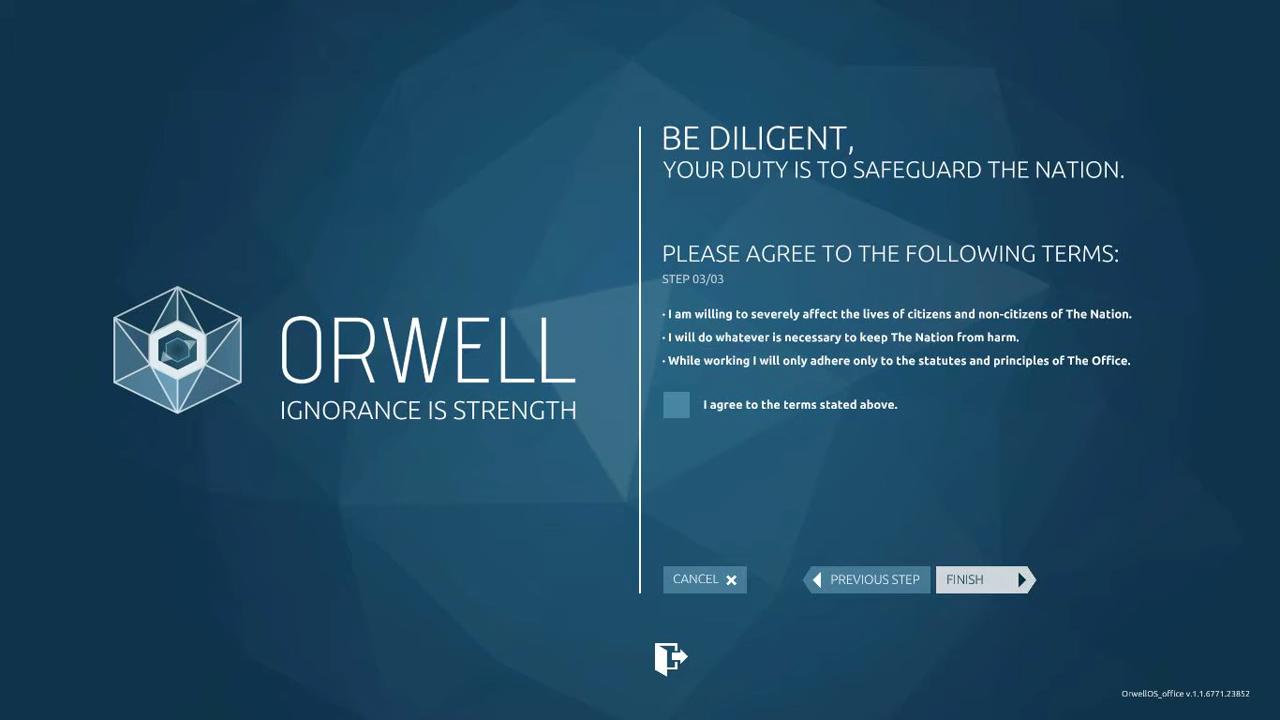 BE DILIGENT,
YOUR DUTY IS TO SAFEGUARD THE NATION.
PLEASE AGREE TO THE FOLLOWING TERMS:
STEP 03/03
· I am willing to severely affect the lives of citizens and non-citizens of The Nation.
· I will do whatever is necessary to keep The Nation from harm.
· While working I will only adhere only to the statutes and principles of The Office.
I agree to the terms stated above.
ORWELL
IGNORANCE IS STRENGTH
CANCEL
PREVIOUS STEP
FINISH
OrwellOS_office v.1.1.6771.23852